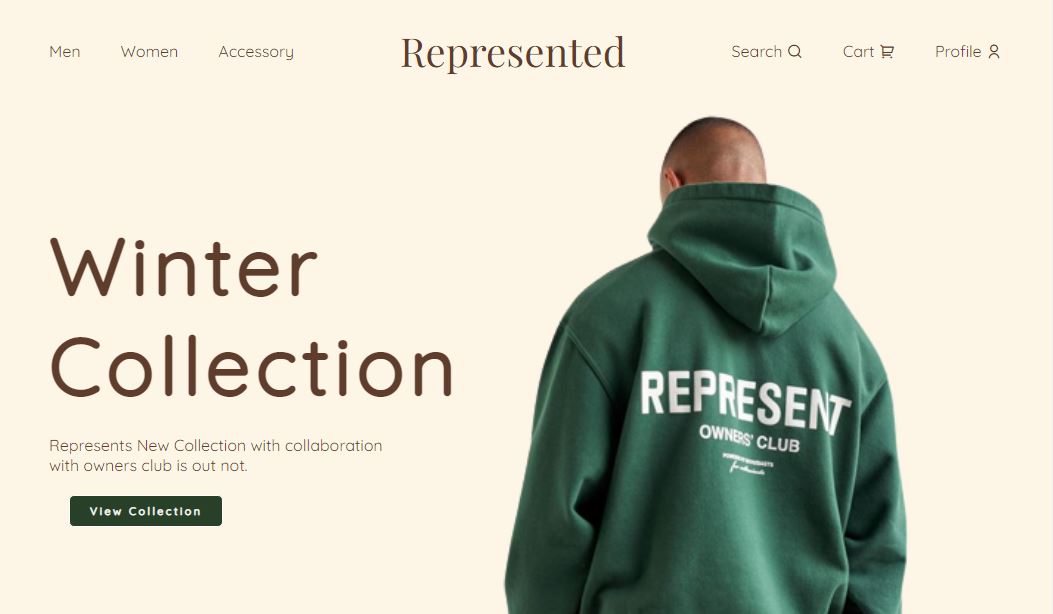 Men Women Accessory Represented Search Cart Profile
Winter
Collection
Represents New Collection with collaboration
with owners club is out not.
View Collection
REPRESENT
OWNERS' CLUB